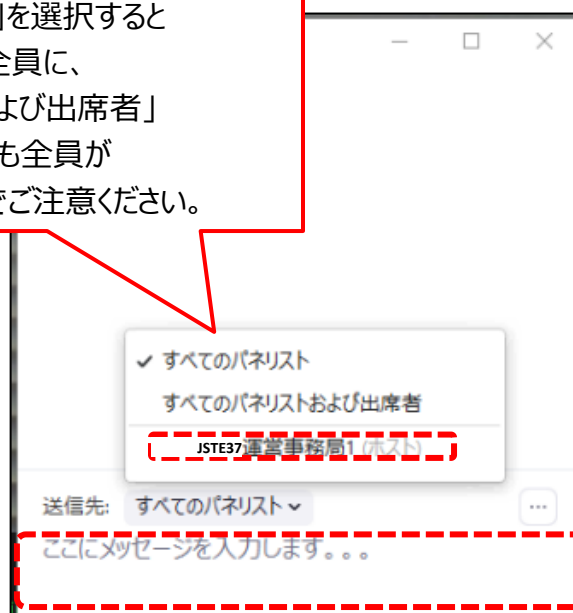 」を選択すると
全員に、
よび出席者」
も全員が
でご注意ください。
✓ すべてのパネリスト
すべてのパネリストおよび出席者
JSTE37運営事務局1 (ホスト)
送信先: すべてのパネリスト
ここにメッセージを入力します。。。